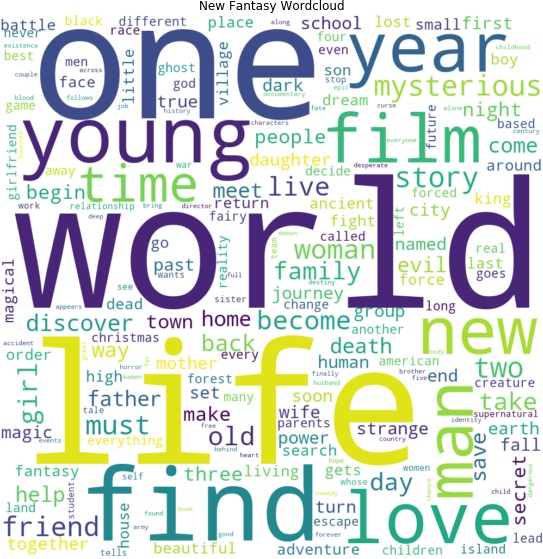 New Fantasy Wordcloud
battle
black
different
place
school
lost
small
first
never
race
four
along
existence
one
year
best
men
little
ghost
even
son
stop
boy
couple
across
face
god
village
dark
epic
childhood
game
job
true
dream
mysterious
blood
follows
documentary
fate
curse
alone
night
based
history
characters
future
century
young
people
film
everyone
come
girlfriend
daughter
decide
desperate
around
away
war
time
meet
live
story
begin
return
ancient
forced
king
work
relationship
bring
fairy
fight
city
deep
director
left
called
woman
named
real
go
reality
team
demon
evil
last
past
family
force
goes
wants
full
destiny
magical
see
sister
journey
world
appears
dead
change
group
long
discover
town
home
become
another
new
accident
christmas
back
order
way
every
death
american
body
horror
mother
human
end
brother
finally
five
two
high
forest
creature
girl
kamen
life
husband
father
set
many
soon
take
tale
wife
strange
man
supernatural
must
make
parents
identity
earth
magic
free
power
country
save
fall
everything
old
search
events
behind
heart
hope
women
fantasy
self
three
living
gets
secret
help
find
whose
day
chance
dangerous
student
love
child
land
comedy
found
book
turn
friend
house
army
good
escape
lead
together
forever
tells
beautiful
adventure
children
island